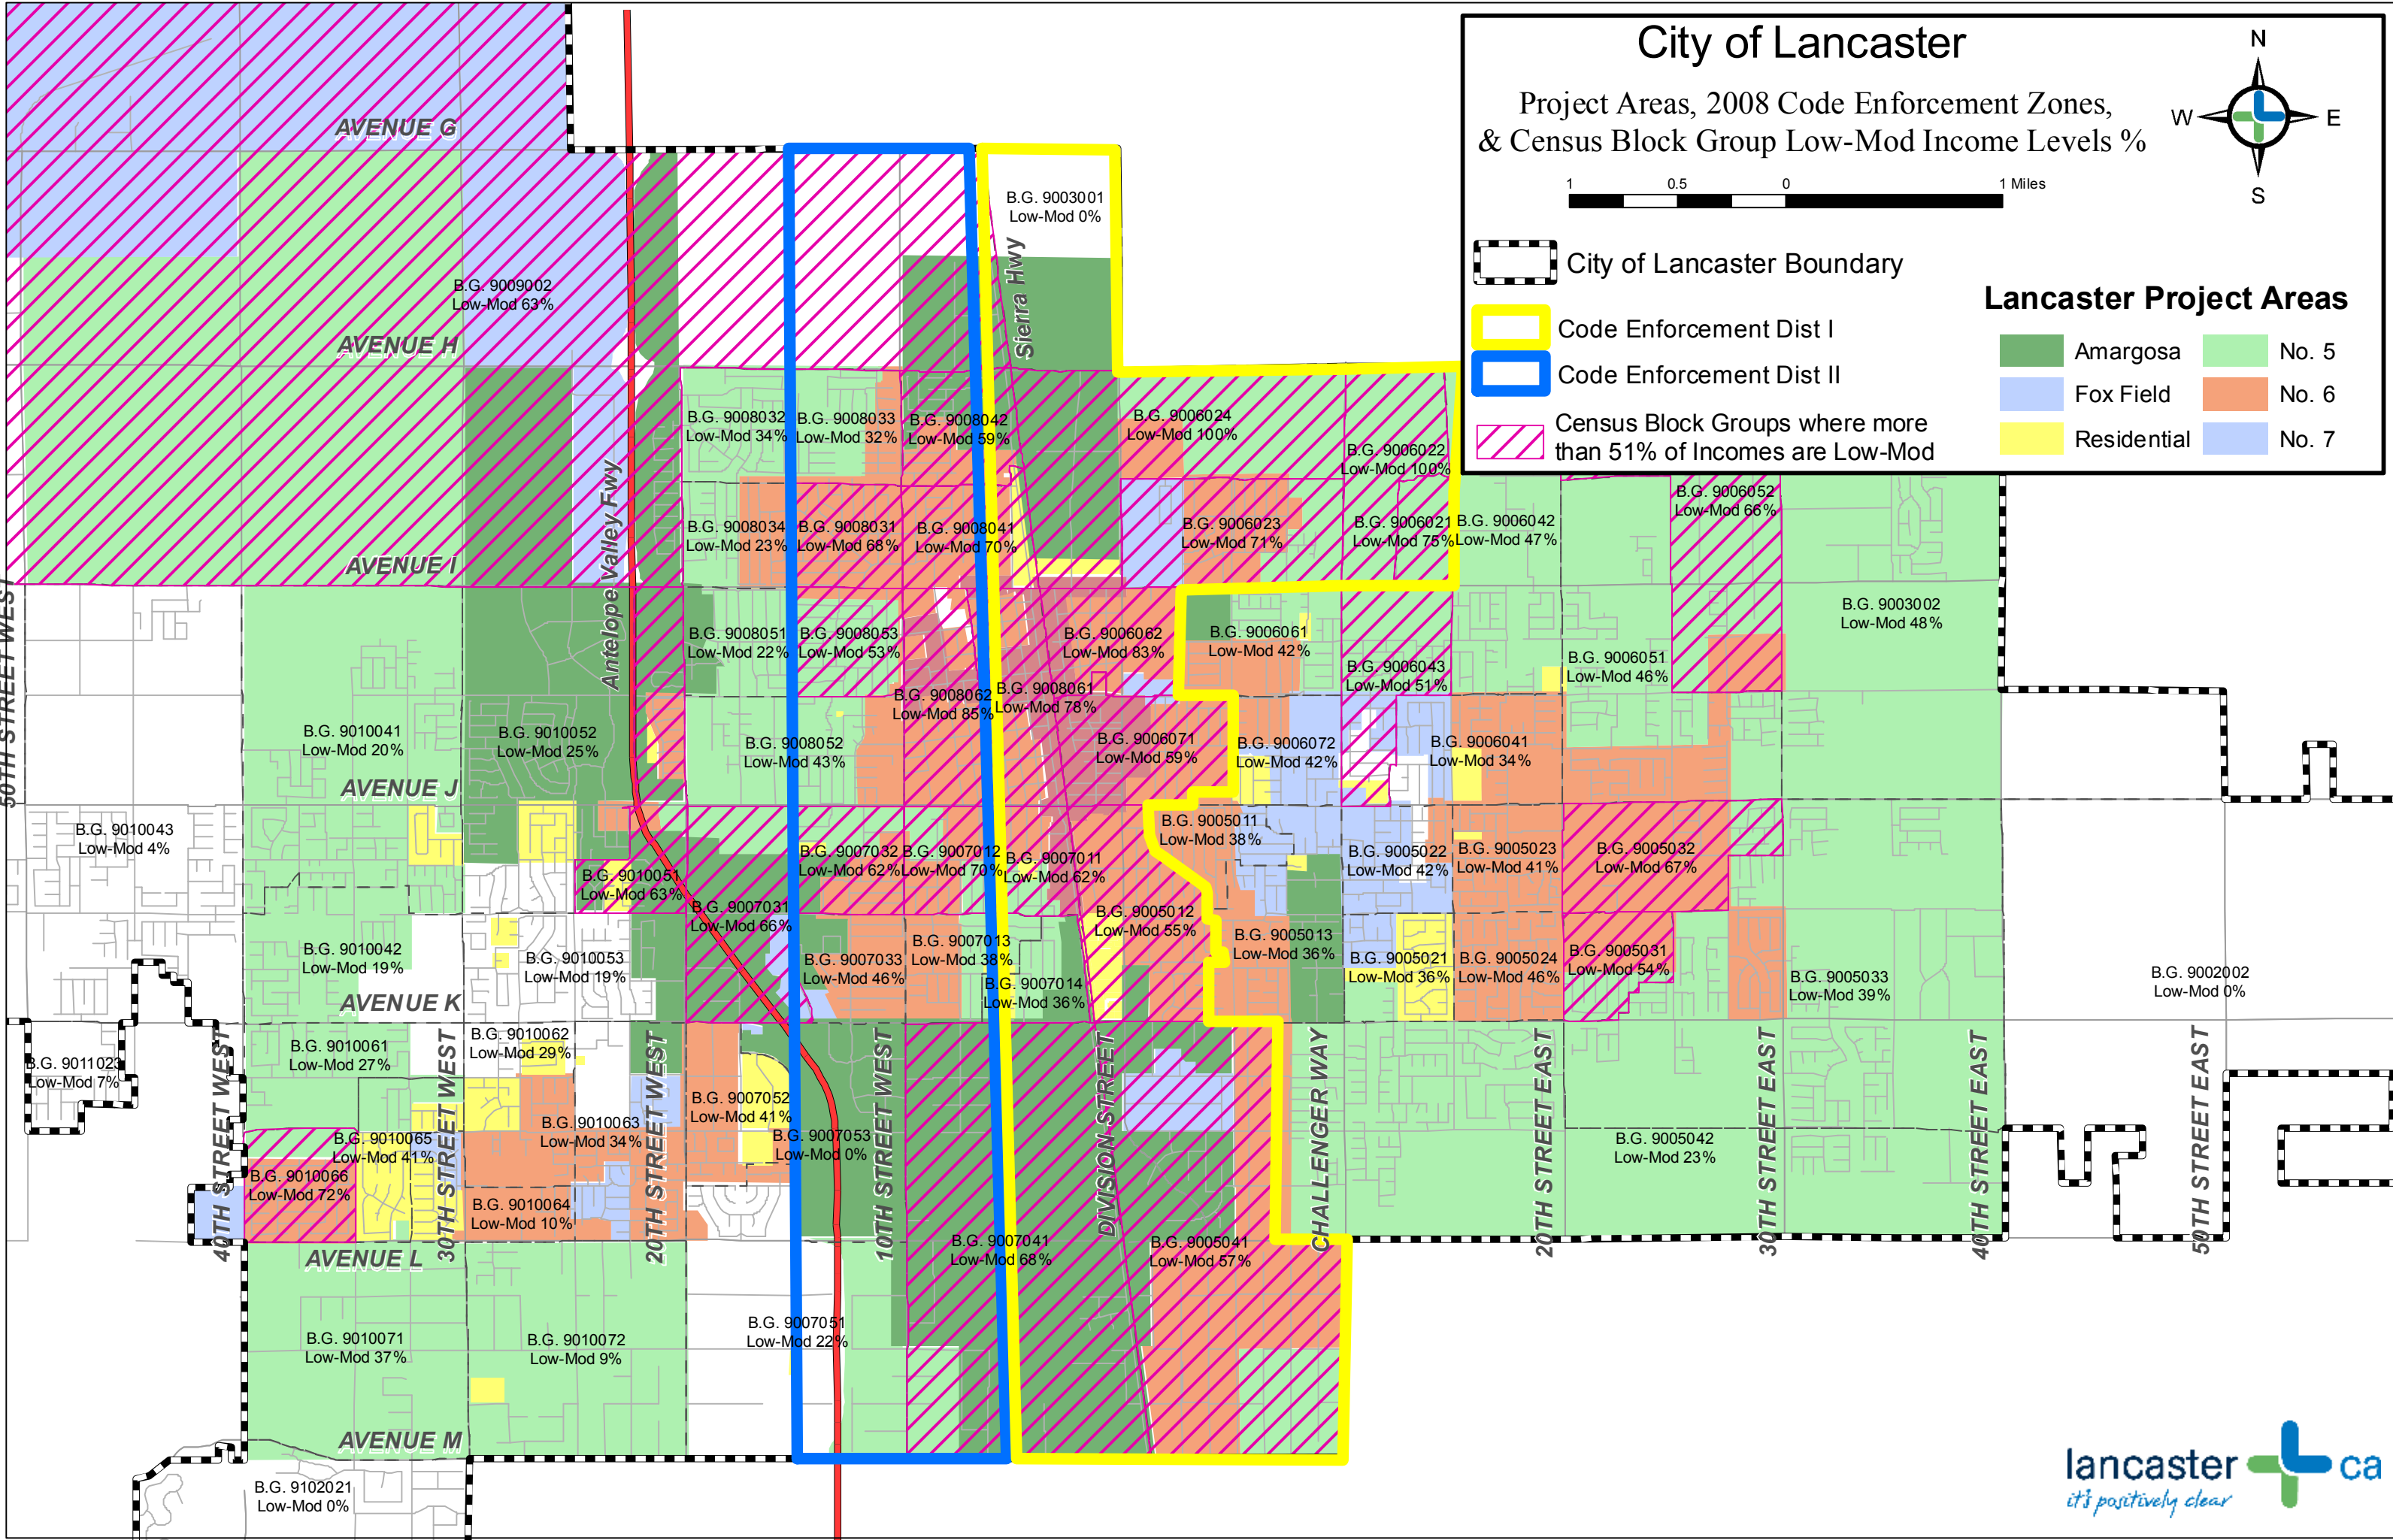 City of Lancaster
Project Areas, 2008 Code Enforcement Zones,
& Census Block Group Low-Mod Income Levels %
N
W
E
S
1
0.5
0
1 Miles
City of Lancaster Boundary
Code Enforcement Dist I
Code Enforcement Dist II
Census Block Groups where more
than 51% of Incomes are Low-Mod
Lancaster Project Areas
Amargosa
No. 5
Fox Field
No. 6
Residential
No. 7
AVENUE G
B.G. 9003001
Low-Mod 0%
Sierra Hwy
B.G. 9009002
Low-Mod 63%
AVENUE H
B.G. 9008032
Low-Mod 34%
B.G. 9008033
Low-Mod 32%
B.G. 9008042
Low-Mod 59%
B.G. 9006024
Low-Mod 100%
B.G. 9006022
Low-Mod 100%
B.G. 9006052
Low-Mod 66%
Antelope Valley Fwy
B.G. 9008034
Low-Mod 23%
B.G. 9008031
Low-Mod 68%
B.G. 9008041
Low-Mod 70%
B.G. 9006023
Low-Mod 71%
B.G. 9006021
Low-Mod 75%
B.G. 9006042
Low-Mod 47%
AVENUE I
50TH STREET WEST
B.G. 9008051
Low-Mod 22%
B.G. 9008053
Low-Mod 53%
B.G. 9006062
Low-Mod 83%
B.G. 9006061
Low-Mod 42%
B.G. 9006043
Low-Mod 51%
B.G. 9006051
Low-Mod 46%
B.G. 9003002
Low-Mod 48%
B.G. 9008062
Low-Mod 85%
B.G. 9008061
Low-Mod 78%
B.G. 9010041
Low-Mod 20%
B.G. 9010052
Low-Mod 25%
B.G. 9008052
Low-Mod 43%
B.G. 9006071
Low-Mod 59%
B.G. 9006072
Low-Mod 42%
B.G. 9006041
Low-Mod 34%
AVENUE J
B.G. 9010043
Low-Mod 4%
B.G. 9010051
Low-Mod 63%
B.G. 9007032
Low-Mod 62%
B.G. 9007012
Low-Mod 70%
B.G. 9007011
Low-Mod 62%
B.G. 9005011
Low-Mod 38%
B.G. 9005022
Low-Mod 42%
B.G. 9005023
Low-Mod 41%
B.G. 9005032
Low-Mod 67%
B.G. 9007031
Low-Mod 66%
B.G. 9005012
Low-Mod 55%
B.G. 9010042
Low-Mod 19%
B.G. 9010053
Low-Mod 19%
B.G. 9007033
Low-Mod 46%
B.G. 9007013
Low-Mod 38%
B.G. 9007014
Low-Mod 36%
B.G. 9005013
Low-Mod 36%
B.G. 9005021
Low-Mod 36%
B.G. 9005024
Low-Mod 46%
B.G. 9005031
Low-Mod 54%
B.G. 9005033
Low-Mod 39%
B.G. 9002002
Low-Mod 0%
AVENUE K
B.G. 9011023
Low-Mod 7%
B.G. 9010061
Low-Mod 27%
B.G. 9010062
Low-Mod 29%
B.G. 9007052
Low-Mod 41%
B.G. 9010063
Low-Mod 34%
B.G. 9010065
Low-Mod 41%
B.G. 9007053
Low-Mod 0%
B.G. 9005042
Low-Mod 23%
B.G. 9010066
Low-Mod 72%
B.G. 9010064
Low-Mod 10%
40TH STREET WEST
30TH STREET WEST
20TH STREET WEST
10TH STREET WEST
DIVISION STREET
CHALLENGER WAY
20TH STREET EAST
30TH STREET EAST
40TH STREET EAST
50TH STREET EAST
AVENUE L
B.G. 9007041
Low-Mod 68%
B.G. 9005041
Low-Mod 57%
B.G. 9010071
Low-Mod 37%
B.G. 9010072
Low-Mod 9%
B.G. 9007051
Low-Mod 22%
AVENUE M
B.G. 9102021
Low-Mod 0%
lancaster ca
it's positively clear